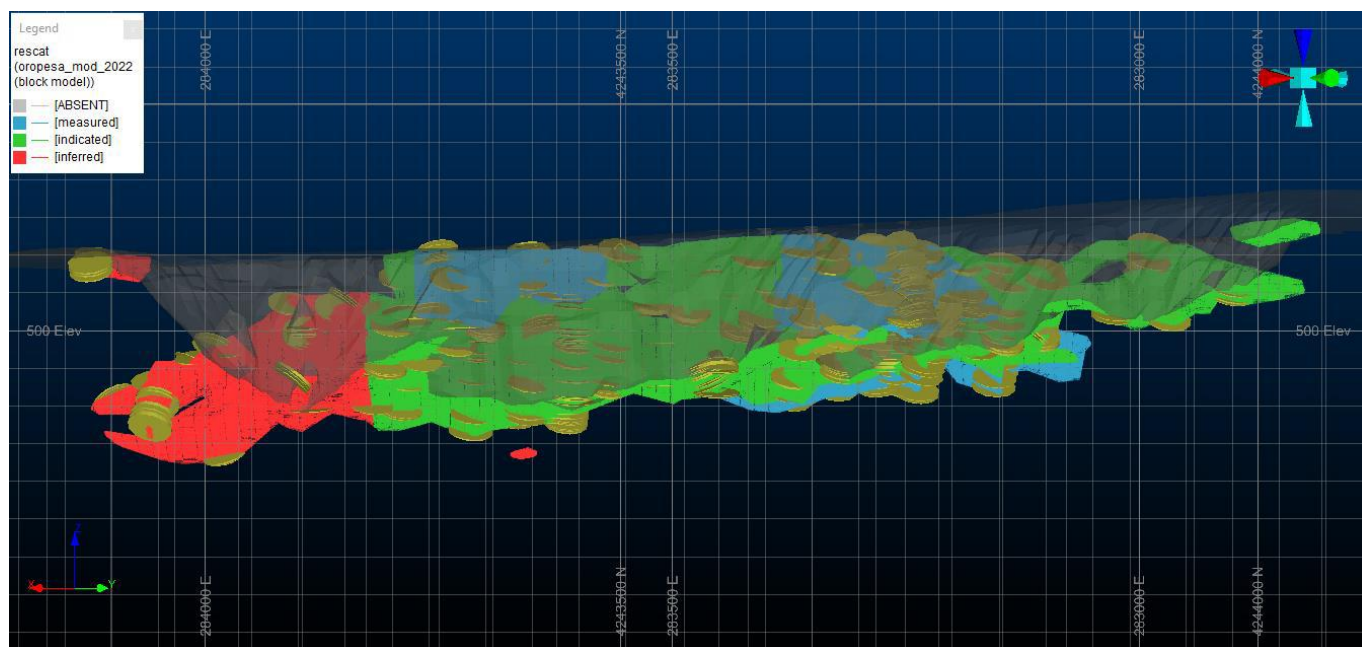 Legend
rescat
(oropesa_mod_2022
(block model))
[ABSENT]
[measured]
[indicated]
[inferred]
284000 E
4243500 N
283500 E
283000 E
4244000 N
500 Elev
500 Elev
Z
X
Y
284000 E
4243500 N
283500 E
283000 E
4244000 N